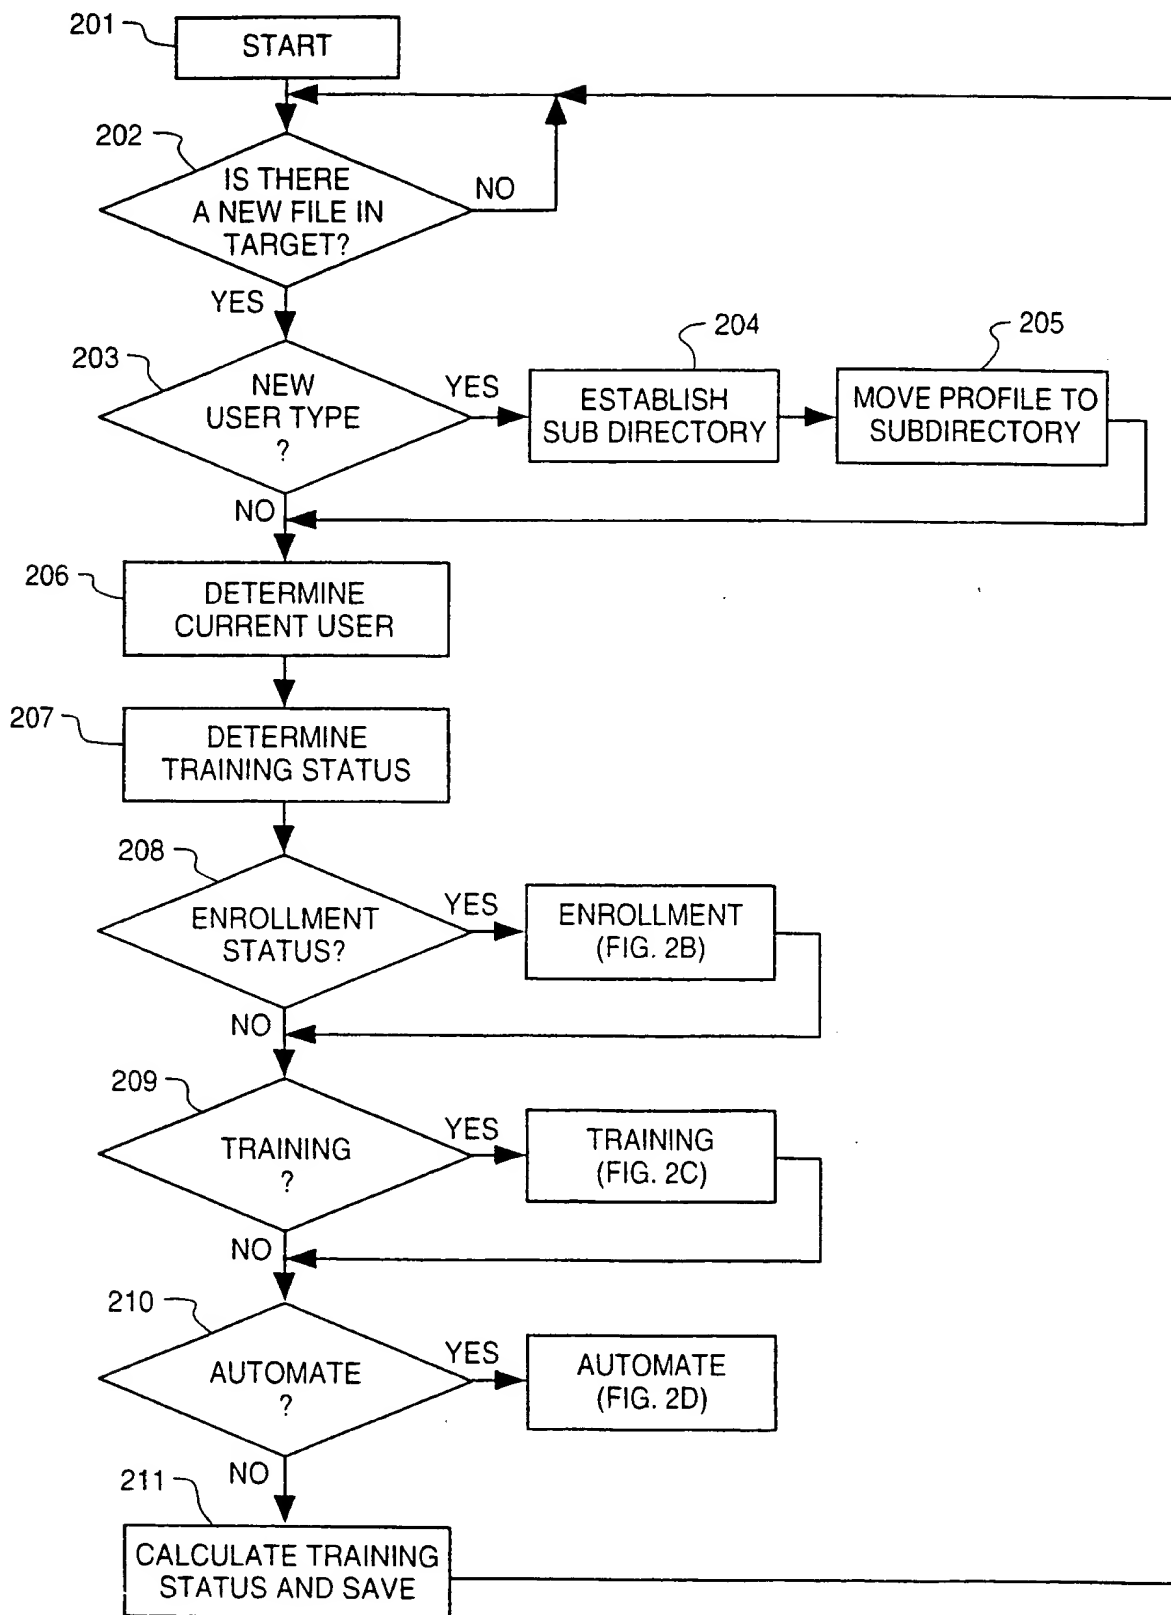 201
START
202
IS THERE
A NEW FILE IN
TARGET?
NO
YES
203
NEW
USER TYPE
?
YES
204
ESTABLISH
SUB DIRECTORY
205
MOVE PROFILE TO
SUBDIRECTORY
NO
206
DETERMINE
CURRENT USER
207
DETERMINE
TRAINING STATUS
208
ENROLLMENT
STATUS?
YES
ENROLLMENT
(FIG. 2B)
NO
209
TRAINING
?
YES
TRAINING
(FIG. 2C)
NO
210
AUTOMATE
?
YES
AUTOMATE
(FIG. 2D)
NO
211
CALCULATE TRAINING
STATUS AND SAVE